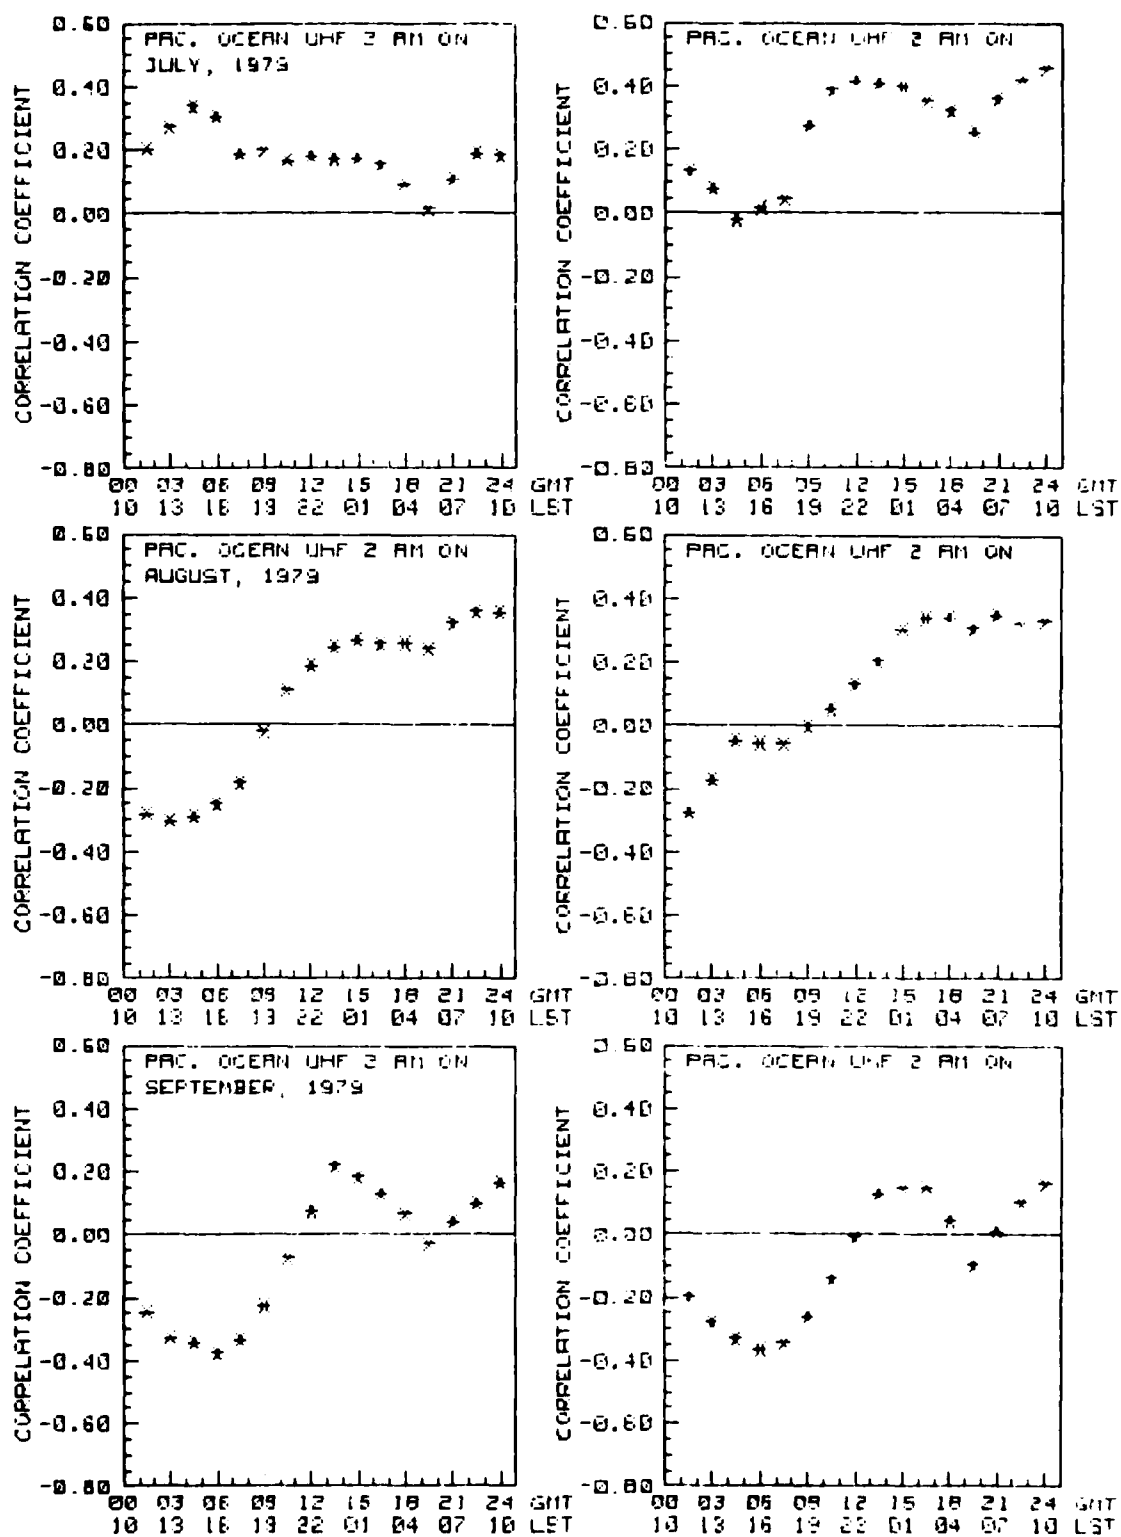 0.60
PAC. OCEAN UHF 2 AM ON
JULY, 1979
0.40
0.20
0.00
-0.20
-0.40
-0.60
-0.80
CORRELATION COEFFICIENT
00 03 06 09 12 15 18 21 24 GMT
10 13 16 19 22 01 04 07 10 LST
0.60
PAC. OCEAN UHF 2 AM ON
0.40
0.20
0.00
-0.20
-0.40
-0.60
-0.80
CORRELATION COEFFICIENT
00 03 06 09 12 15 18 21 24 GMT
10 13 16 19 22 01 04 07 10 LST
0.60
PAC. OCEAN UHF 2 AM ON
AUGUST, 1979
0.40
0.20
0.00
-0.20
-0.40
-0.60
-0.80
CORRELATION COEFFICIENT
00 03 06 09 12 15 18 21 24 GMT
10 13 16 19 22 01 04 07 10 LST
0.60
PAC. OCEAN UHF 2 AM ON
0.40
0.20
0.00
-0.20
-0.40
-0.60
-0.80
CORRELATION COEFFICIENT
00 03 06 09 12 15 18 21 24 GMT
10 13 16 19 22 01 04 07 10 LST
0.60
PAC. OCEAN UHF 2 AM ON
SEPTEMBER, 1979
0.40
0.20
0.00
-0.20
-0.40
-0.60
-0.80
CORRELATION COEFFICIENT
00 03 06 09 12 15 18 21 24 GMT
10 13 16 19 22 01 04 07 10 LST
0.60
PAC. OCEAN UHF 2 AM ON
0.40
0.20
0.00
-0.20
-0.40
-0.60
-0.80
CORRELATION COEFFICIENT
00 03 06 09 12 15 18 21 24 GMT
10 13 16 19 22 01 04 07 10 LST